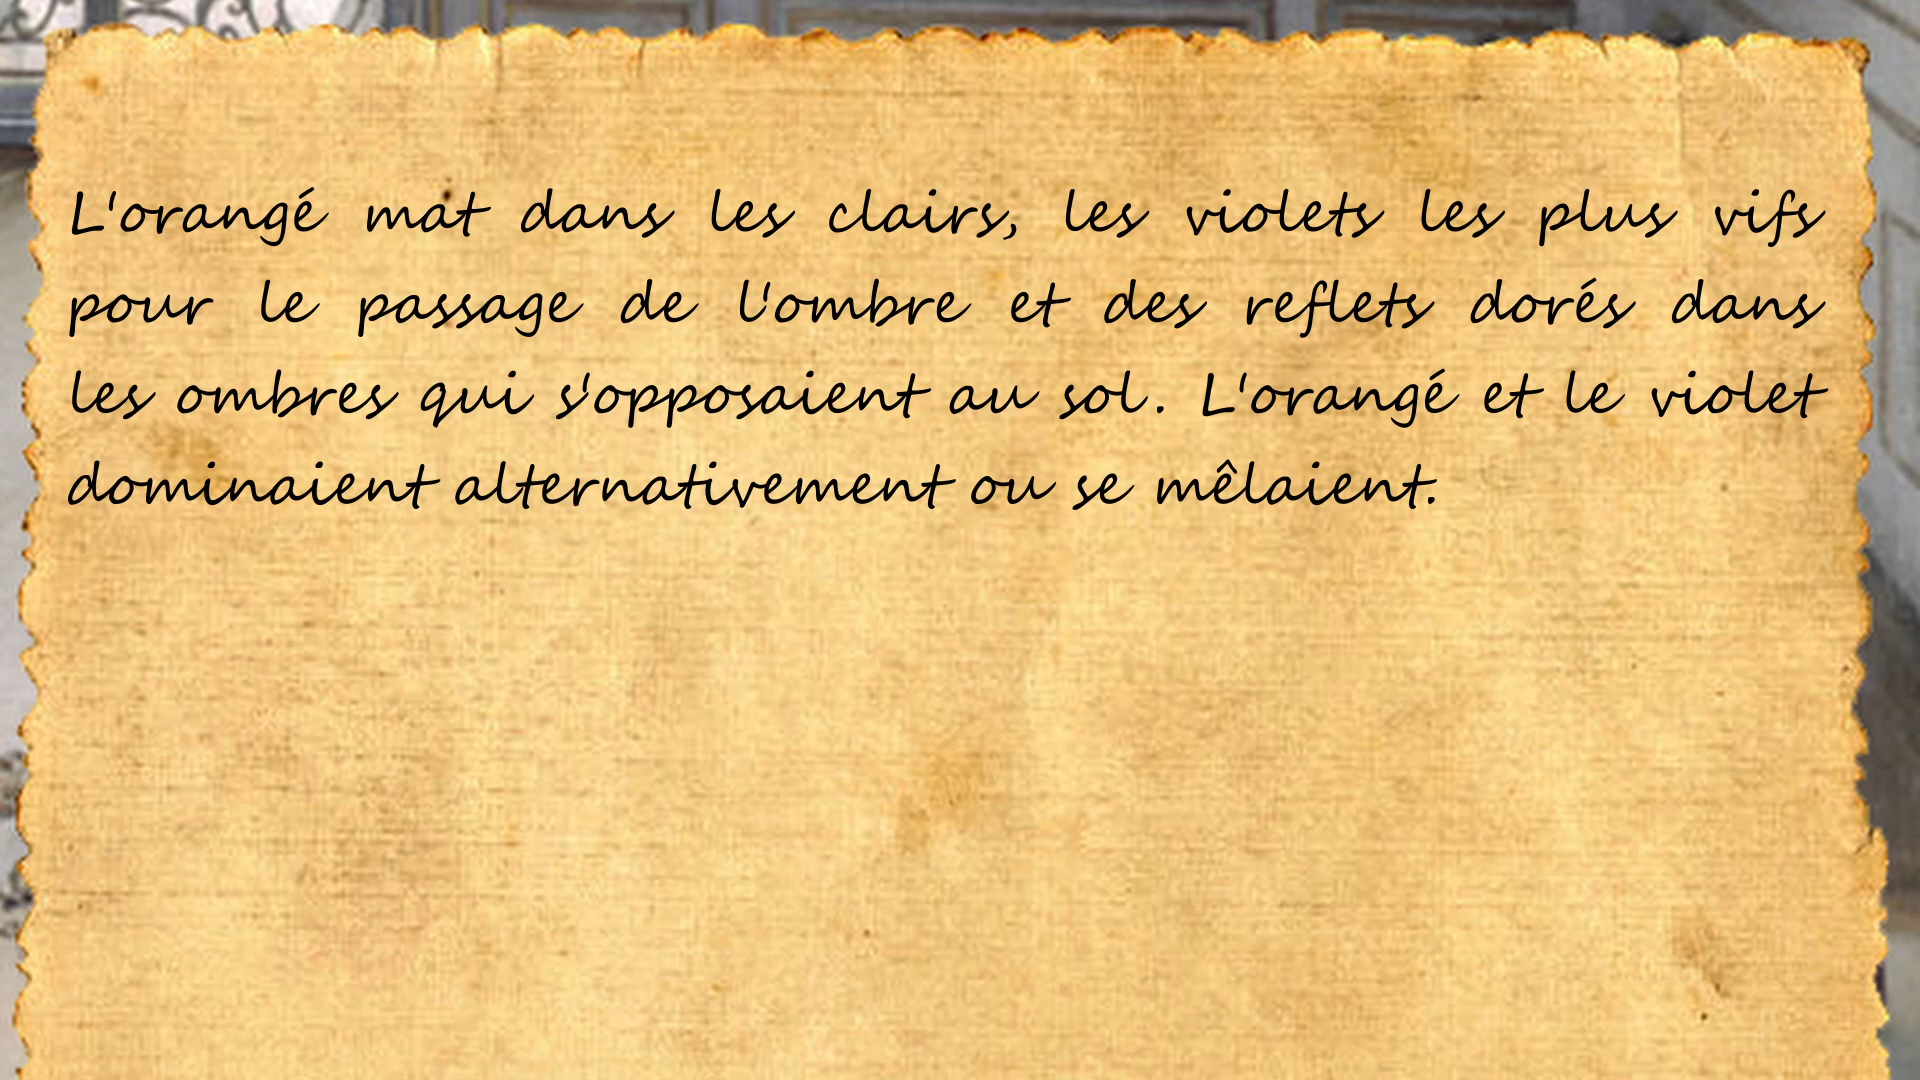 L'orangé mat dans les clairs, les violets les plus vifs
pour le passage de l'ombre et des reflets dorés dans
les ombres qui s'opposaient au sol. L'orangé et le violet
dominaient alternativement ou se mêlaient.